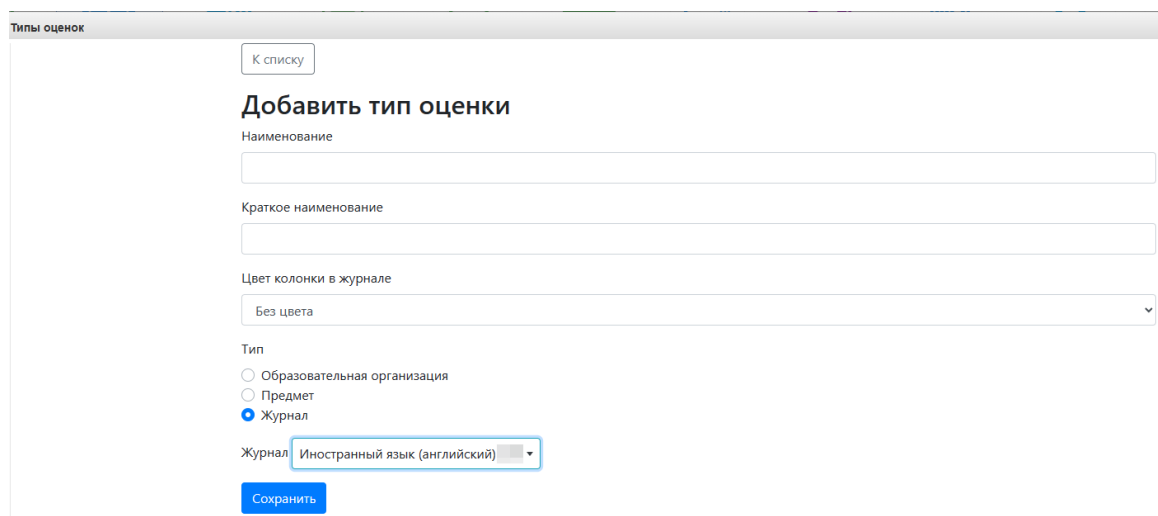 Типы оценок
К списку
Добавить тип оценки
Наименование
Краткое наименование
Цвет колонки в журнале
Без цвета
Тип
Образовательная организация
Предмет
Журнал
Журнал Иностранный язык (английский)
Сохранить